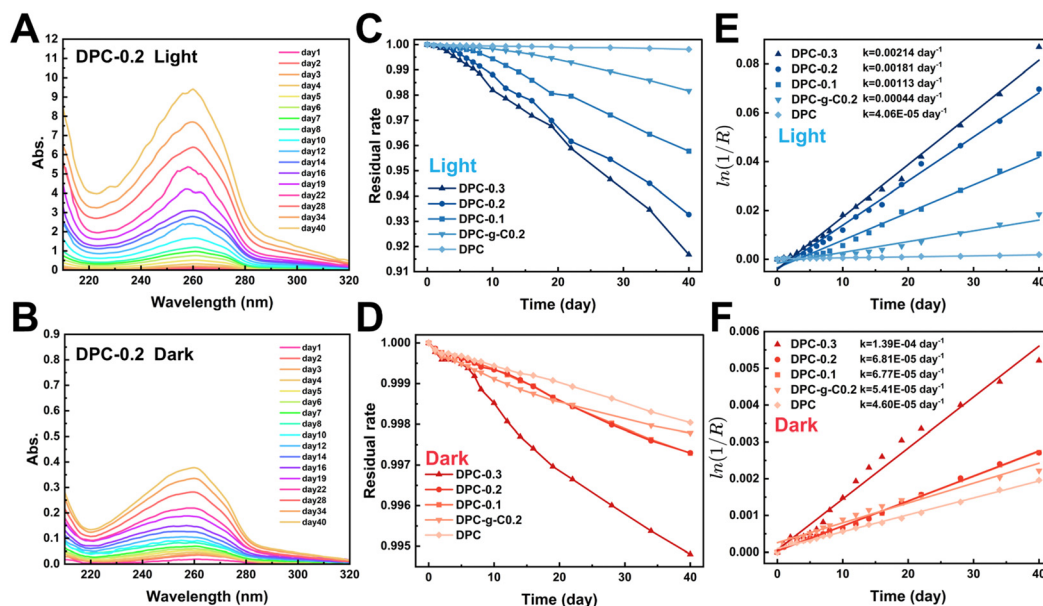 A
DPC-0.2 Light
Abs.
13
12
11
10
9
8
7
6
5
4
3
2
1
0
220 240 260 280 300 320
Wavelength (nm)
day1
day2
day3
day4
day5
day6
day7
day8
day10
day12
day14
day16
day19
day22
day28
day34
day40
B
DPC-0.2 Dark
Abs.
0.9
0.8
0.7
0.6
0.5
0.4
0.3
0.2
0.1
0.0
220 240 260 280 300 320
Wavelength (nm)
day1
day2
day3
day4
day5
day6
day7
day8
day10
day12
day14
day16
day19
day22
day28
day34
day40
C
Residual rate
1.00
0.99
0.98
0.97
0.96
0.95
0.94
0.93
0.92
0.91
Light
DPC-0.3
DPC-0.2
DPC-0.1
DPC-g-C0.2
DPC
0 10 20 30 40
Time (day)
D
Residual rate
1.000
0.999
0.998
0.997
0.996
0.995
Dark
DPC-0.3
DPC-0.2
DPC-0.1
DPC-g-C0.2
DPC
0 10 20 30 40
Time (day)
E
ln(1/R)
0.08
0.06
0.04
0.02
0.00
DPC-0.3 k=0.00214 day-1
DPC-0.2 k=0.00181 day-1
DPC-0.1 k=0.00113 day-1
DPC-g-C0.2 k=0.00044 day-1
DPC k=4.06E-05 day-1
Light
0 10 20 30 40
Time (day)
F
ln(1/R)
0.006
0.005
0.004
0.003
0.002
0.001
0.000
DPC-0.3 k=1.39E-04 day-1
DPC-0.2 k=6.81E-05 day-1
DPC-0.1 k=6.77E-05 day-1
DPC-g-C0.2 k=5.41E-05 day-1
DPC k=4.60E-05 day-1
Dark
0 10 20 30 40
Time (day)